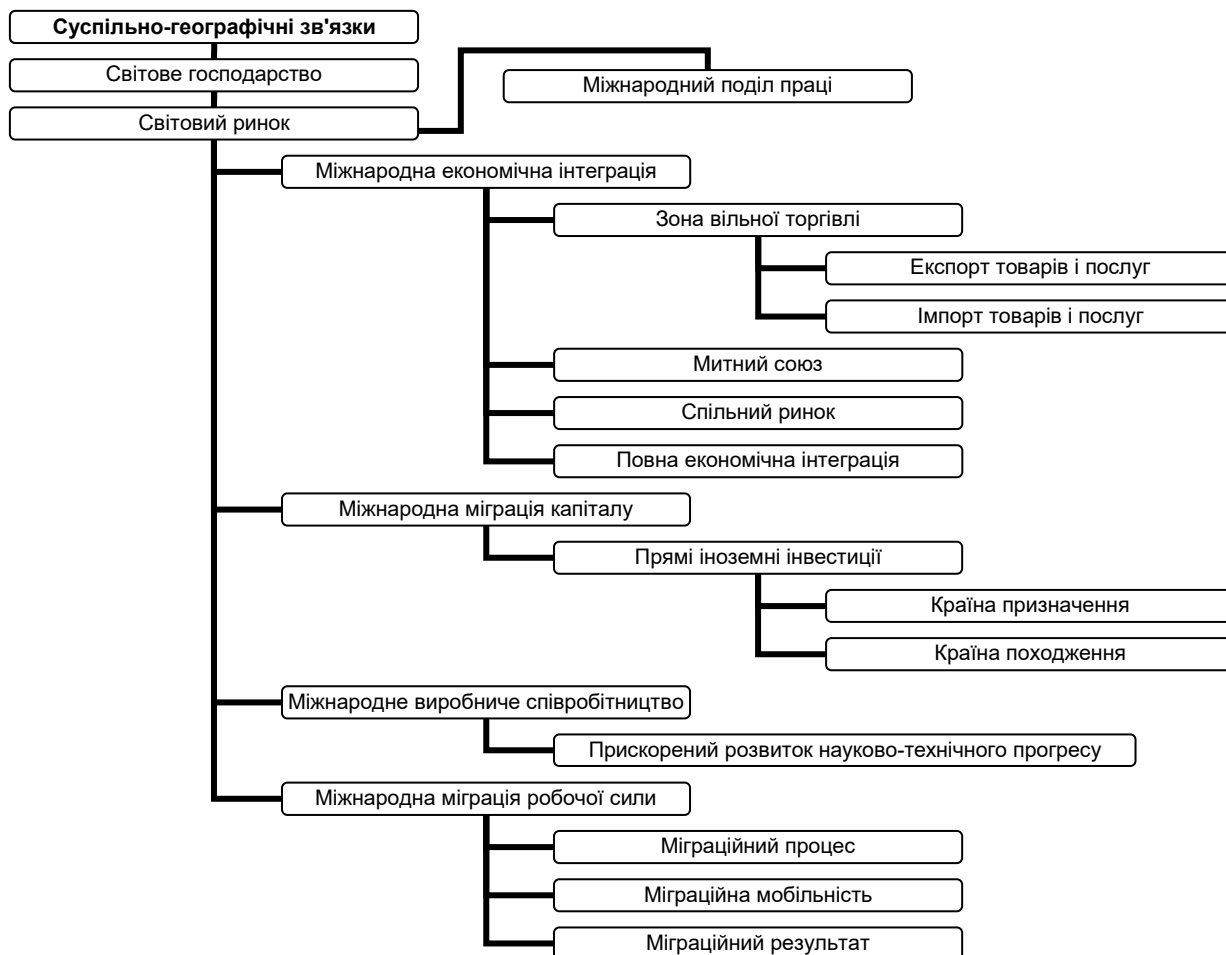 Суспільно-географічні зв'язки
Світове господарство
Міжнародний поділ праці
Світовий ринок
Міжнародна економічна інтеграція
Зона вільної торгівлі
Експорт товарів і послуг
Імпорт товарів і послуг
Митний союз
Спільний ринок
Повна економічна інтеграція
Міжнародна міграція капіталу
Прямі іноземні інвестиції
Країна призначення
Країна походження
Міжнародне виробниче співробітництво
Прискорений розвиток науково-технічного прогресу
Міжнародна міграція робочої сили
Міграційний процес
Міграційна мобільність
Міграційний результат